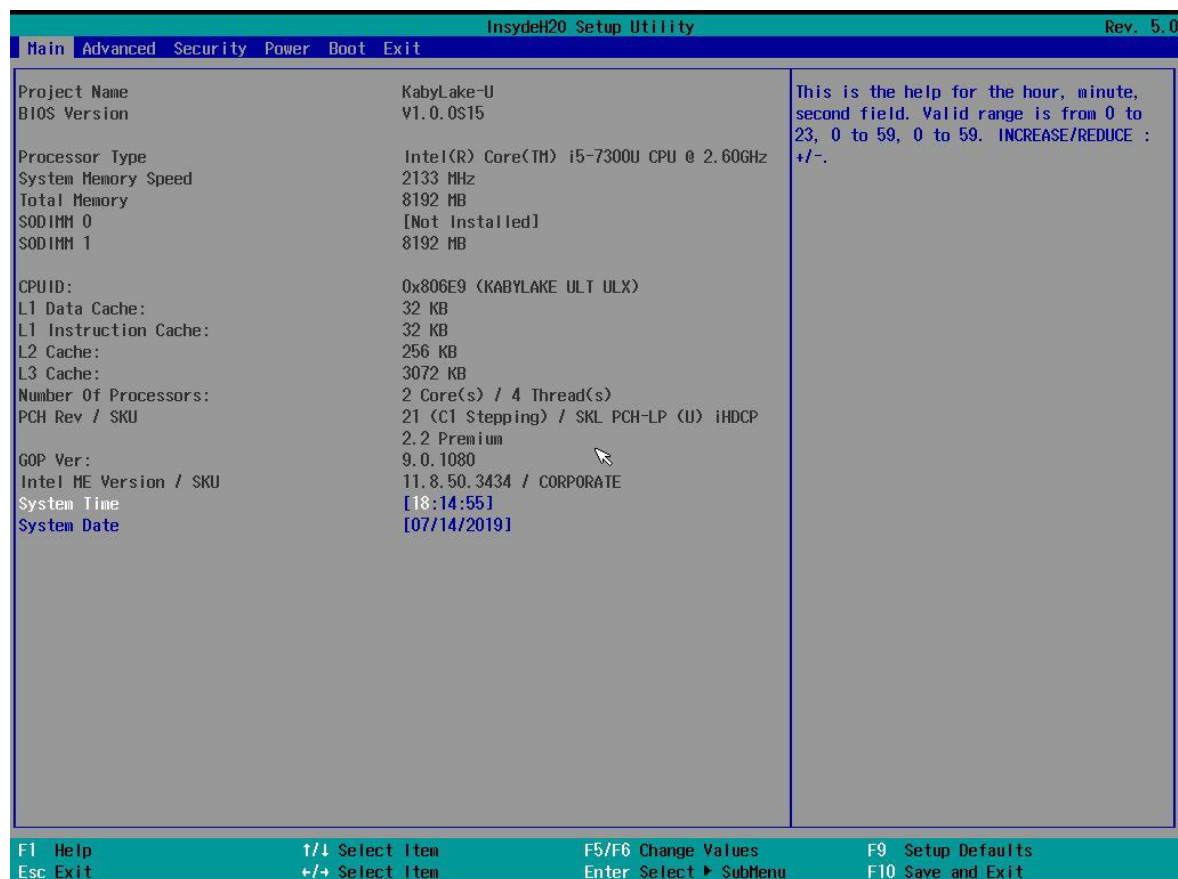 InsydeH20 Setup Utility Rev. 5.0
Main Advanced Security Power Boot Exit
Project Name KabyLake-U
BIOS Version V1.0.0S15
Processor Type Intel(R) Core(TM) i5-7300U CPU @ 2.60GHz
System Memory Speed 2133 MHz
Total Memory 8192 MB
SODIMM 0 [Not Installed]
SODIMM 1 8192 MB
CPUID: 0x806E9 (KABYLAKE ULT ULX)
L1 Data Cache: 32 KB
L1 Instruction Cache: 32 KB
L2 Cache: 256 KB
L3 Cache: 3072 KB
Number Of Processors: 2 Core(s) / 4 Thread(s)
PCH Rev / SKU 21 (C1 Stepping) / SKL PCH-LP (U) iHDCP
2.2 Premium
GOP Ver: 9.0.1080
Intel ME Version / SKU 11.8.50.3434 / CORPORATE
System Time [18:14:55]
System Date [07/14/2019]
This is the help for the hour, minute,
second field. Valid range is from 0 to
23, 0 to 59, 0 to 59. INCREASE/REDUCE :
+/-.
F1 Help ↑/↓ Select Item F5/F6 Change Values F9 Setup Defaults
Esc Exit ←/→ Select Item Enter Select ▶ SubMenu F10 Save and Exit